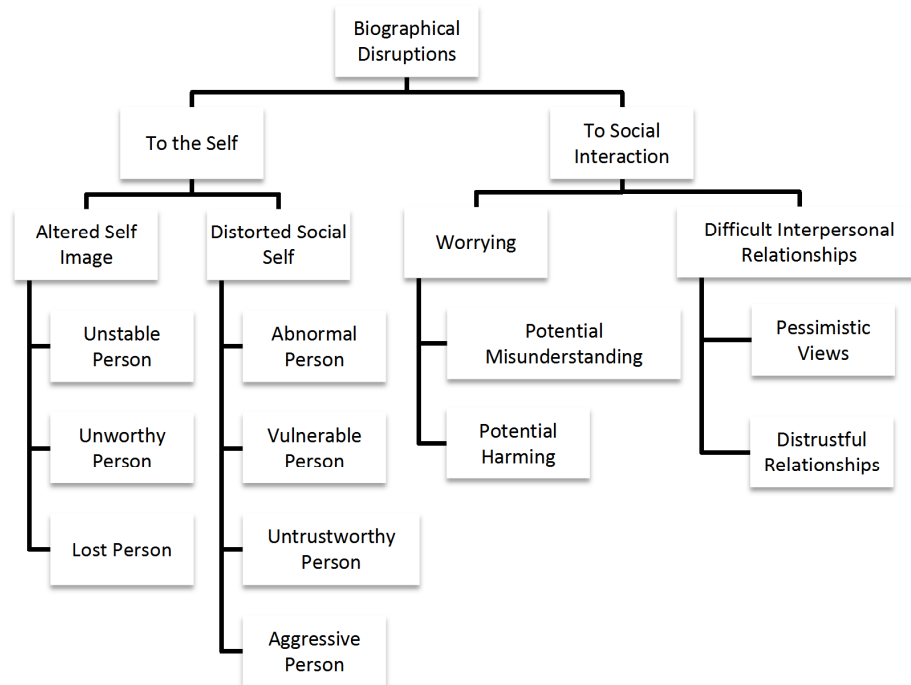 Biographical
Disruptions
To the Self
To Social
Interaction
Altered Self
Image
Distorted Social
Self
Worrying
Difficult Interpersonal
Relationships
Unstable
Person
Abnormal
Person
Potential
Misunderstanding
Pessimistic
Views
Unworthy
Person
Vulnerable
Person
Potential
Harming
Distrustful
Relationships
Lost Person
Untrustworthy
Person
Aggressive
Person